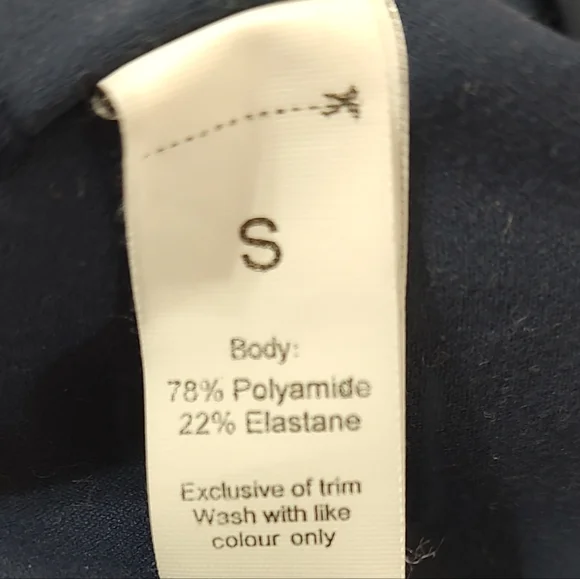 S
Body:
78% Polyamide
22% Elastane
Exclusive of trim
Wash with like
colour only